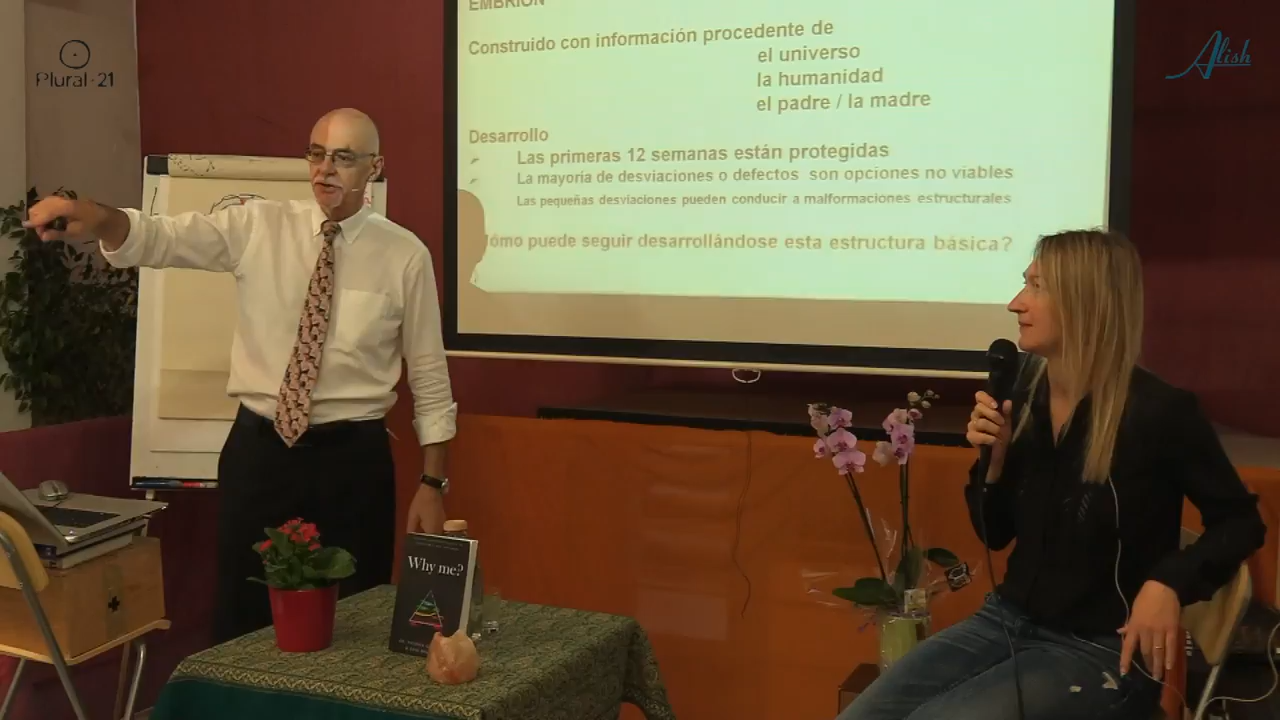 Plural-21
Alish
EMBRIÓN
Construido con información procedente de
el universo
la humanidad
el padre / la madre
Desarrollo
Las primeras 12 semanas están protegidas
La mayoría de desviaciones o defectos son opciones no viables
Las pequeñas desviaciones pueden conducir a malformaciones estructurales
ómo puede seguir desarrollándose esta estructura básica?
Why me?